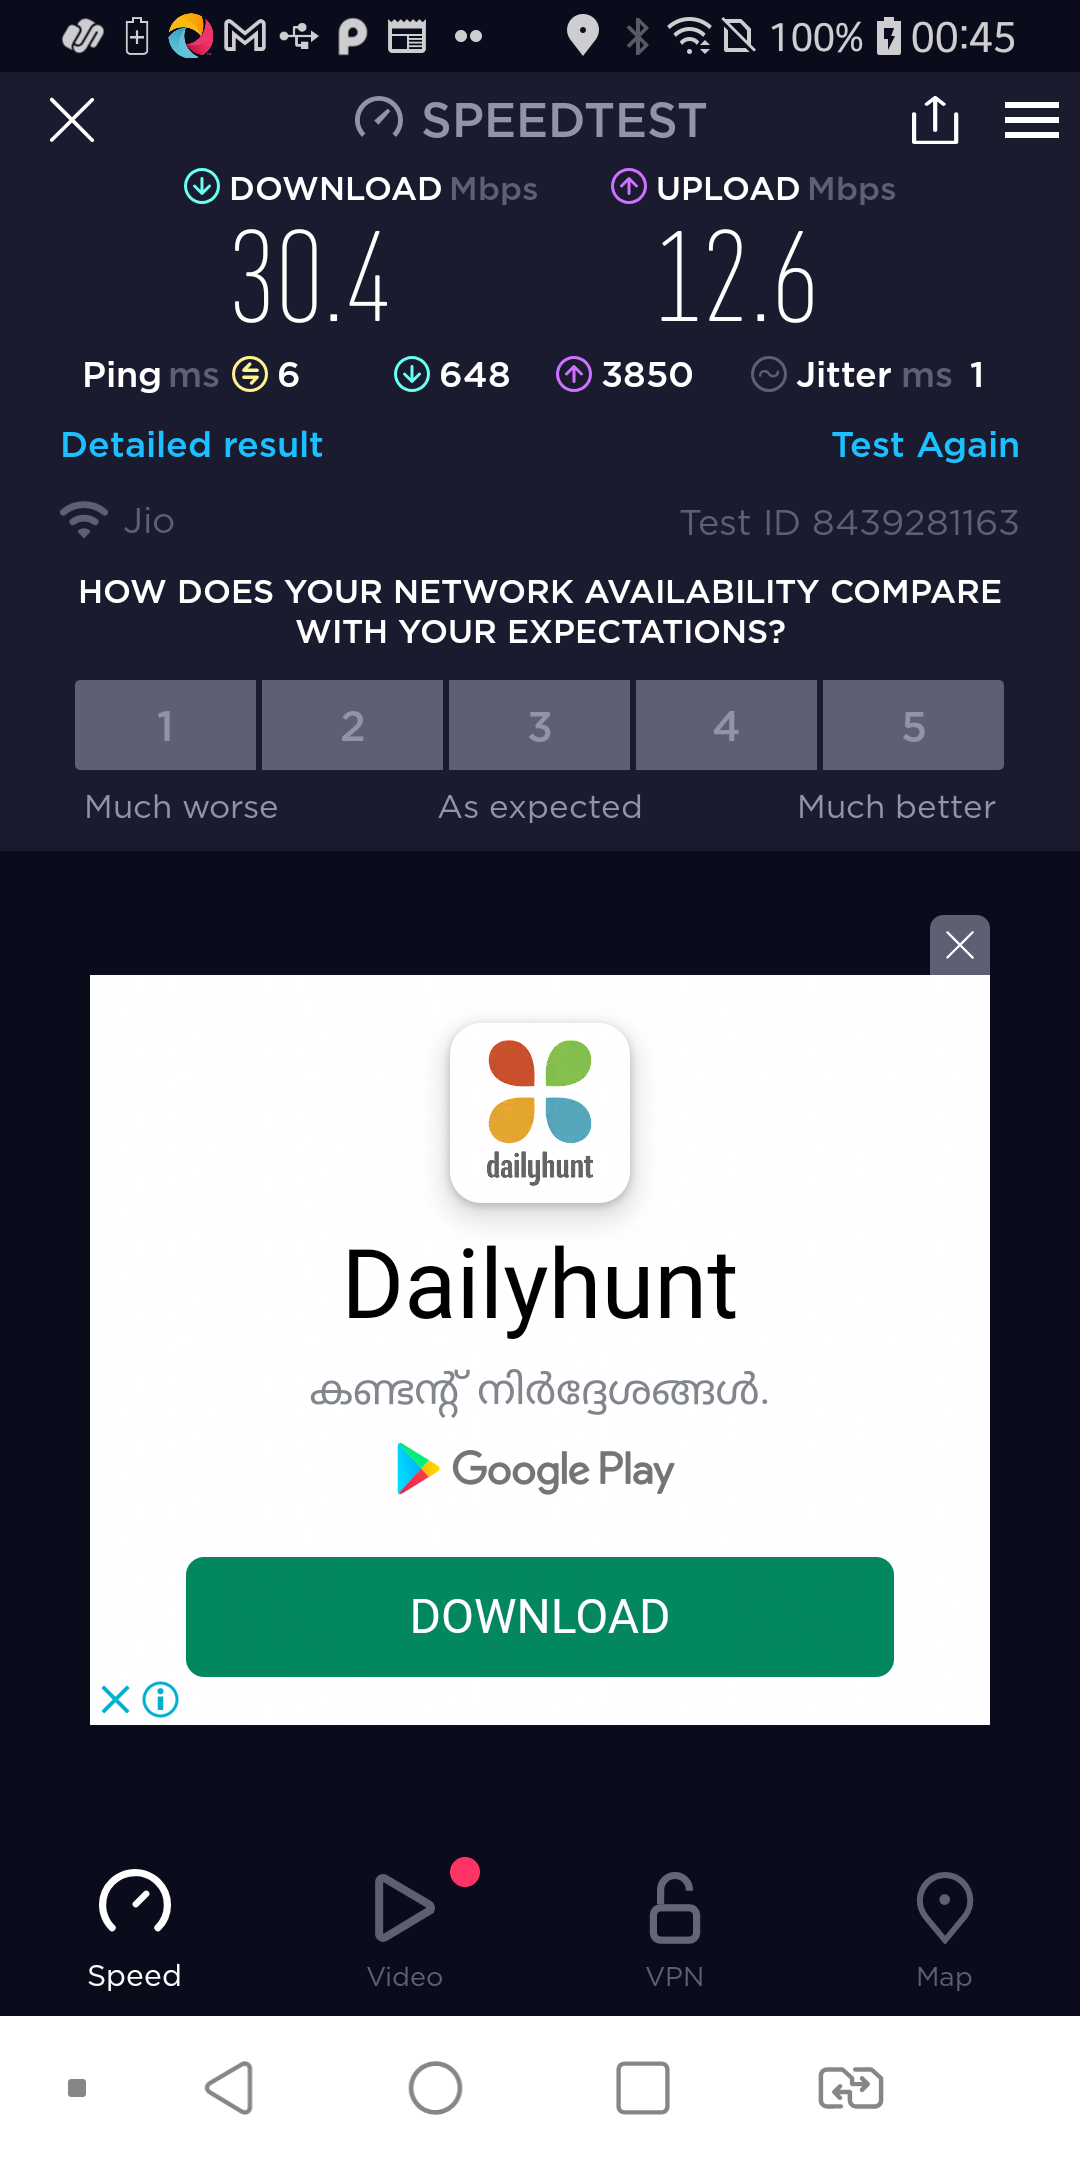 100% 00:45
SPEEDTEST
DOWNLOAD Mbps UPLOAD Mbps
30.4 12.6
Ping ms 6 648 3850 Jitter ms 1
Detailed result Test Again
Jio Test ID 8439281163
HOW DOES YOUR NETWORK AVAILABILITY COMPARE
WITH YOUR EXPECTATIONS?
1 2 3 4 5
Much worse As expected Much better
dailyhunt
Dailyhunt
കണ്ടന്റ് നിർദ്ദേശങ്ങൾ.
Google Play
DOWNLOAD
Speed Video VPN Map